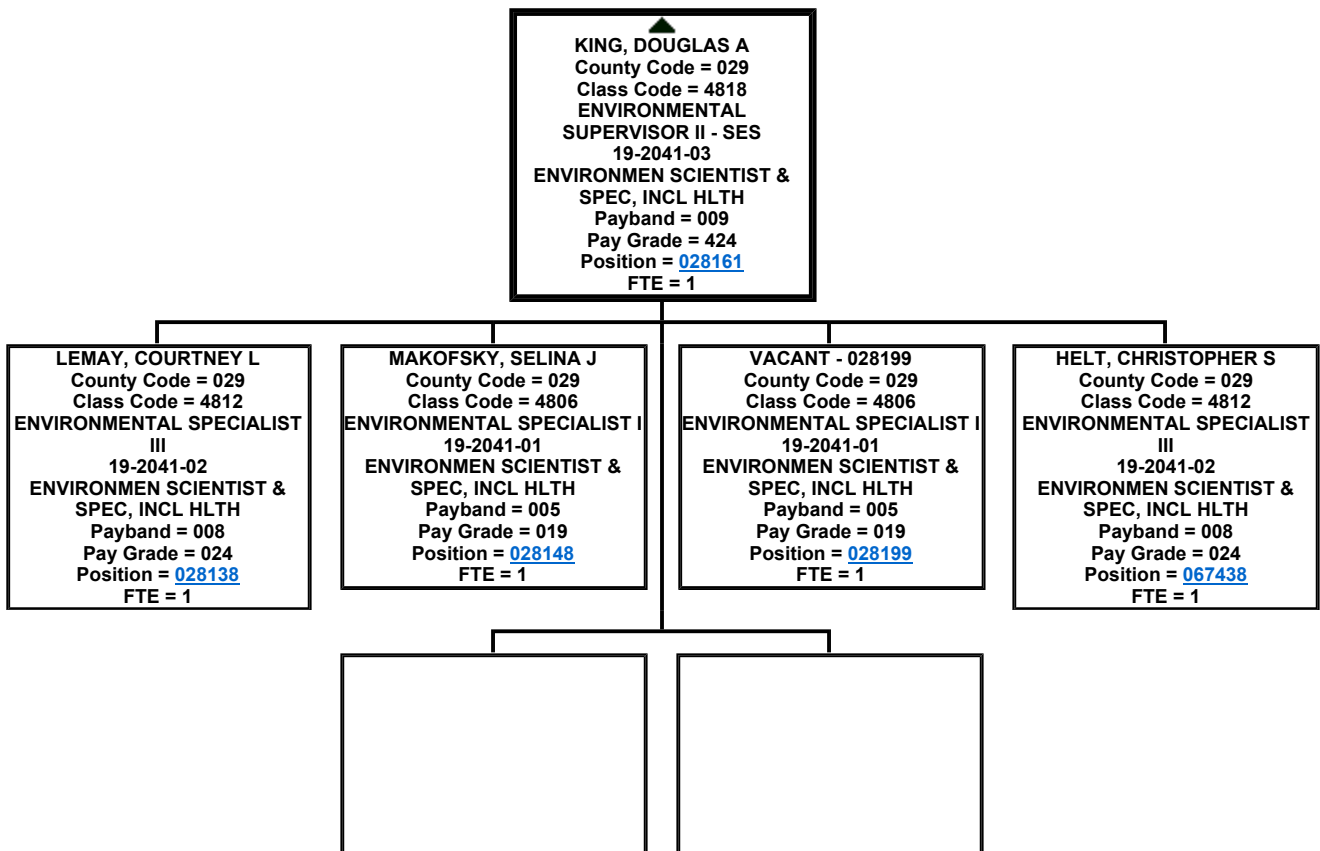 KING, DOUGLAS A
County Code = 029
Class Code = 4818
ENVIRONMENTAL
SUPERVISOR II - SES
19-2041-03
ENVIRONMEN SCIENTIST &
SPEC, INCL HLTH
Payband = 009
Pay Grade = 424
Position = 028161
FTE = 1
LEMAY, COURTNEY L
County Code = 029
Class Code = 4812
ENVIRONMENTAL SPECIALIST
III
19-2041-02
ENVIRONMEN SCIENTIST &
SPEC, INCL HLTH
Payband = 008
Pay Grade = 024
Position = 028138
FTE = 1
MAKOFSKY, SELINA J
County Code = 029
Class Code = 4806
ENVIRONMENTAL SPECIALIST I
19-2041-01
ENVIRONMEN SCIENTIST &
SPEC, INCL HLTH
Payband = 005
Pay Grade = 019
Position = 028148
FTE = 1
VACANT - 028199
County Code = 029
Class Code = 4806
ENVIRONMENTAL SPECIALIST I
19-2041-01
ENVIRONMEN SCIENTIST &
SPEC, INCL HLTH
Payband = 005
Pay Grade = 019
Position = 028199
FTE = 1
HELT, CHRISTOPHER S
County Code = 029
Class Code = 4812
ENVIRONMENTAL SPECIALIST
III
19-2041-02
ENVIRONMEN SCIENTIST &
SPEC, INCL HLTH
Payband = 008
Pay Grade = 024
Position = 067438
FTE = 1